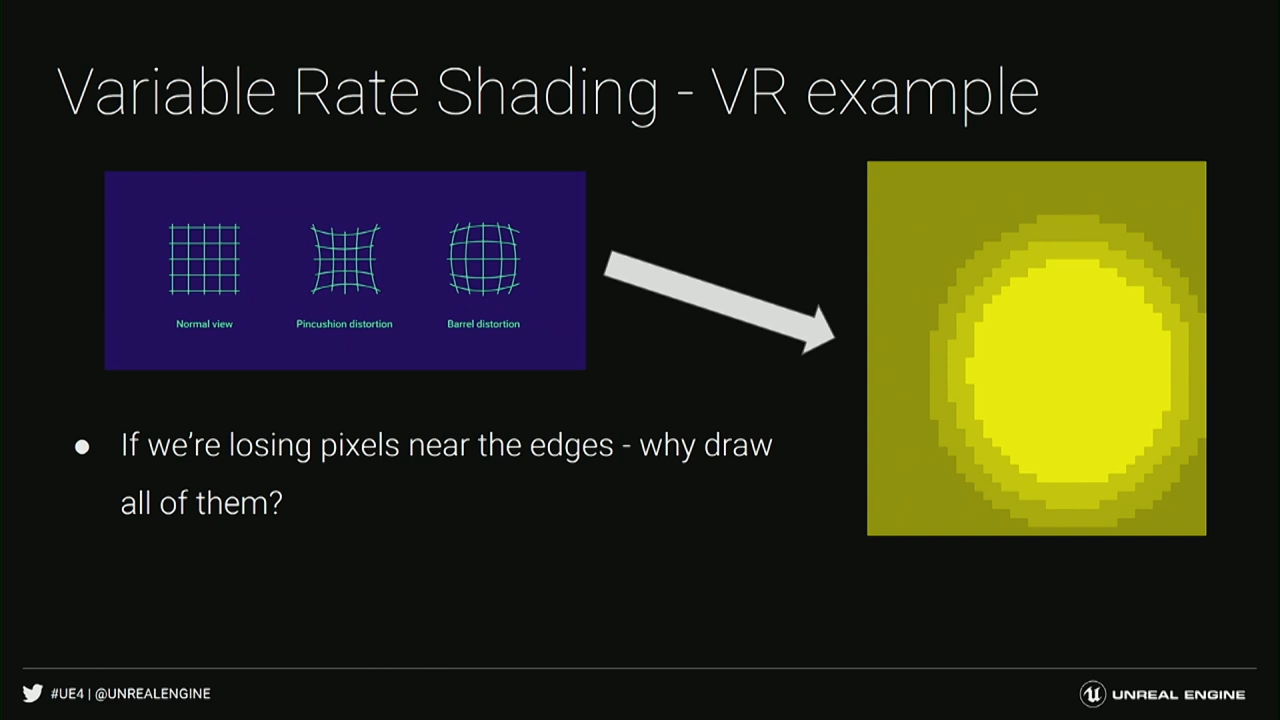 Variable Rate Shading - VR example
Normal view
Pincushion distortion
Barrel distortion
● If we're losing pixels near the edges - why draw
all of them?
#UE4 | @UNREALENGINE
UNREAL ENGINE